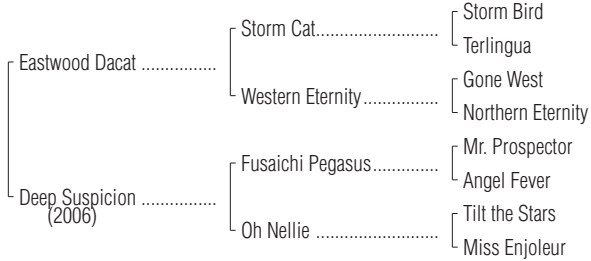 Storm Bird
Storm Cat........................
Terlingua
Eastwood Dacat ...............
Gone West
Western Eternity...............
Northern Eternity
Mr. Prospector
Fusaichi Pegasus.............
Angel Fever
Deep Suspicion ...............
(2006)
Tilt the Stars
Oh Nellie ........................
Miss Enjoleur